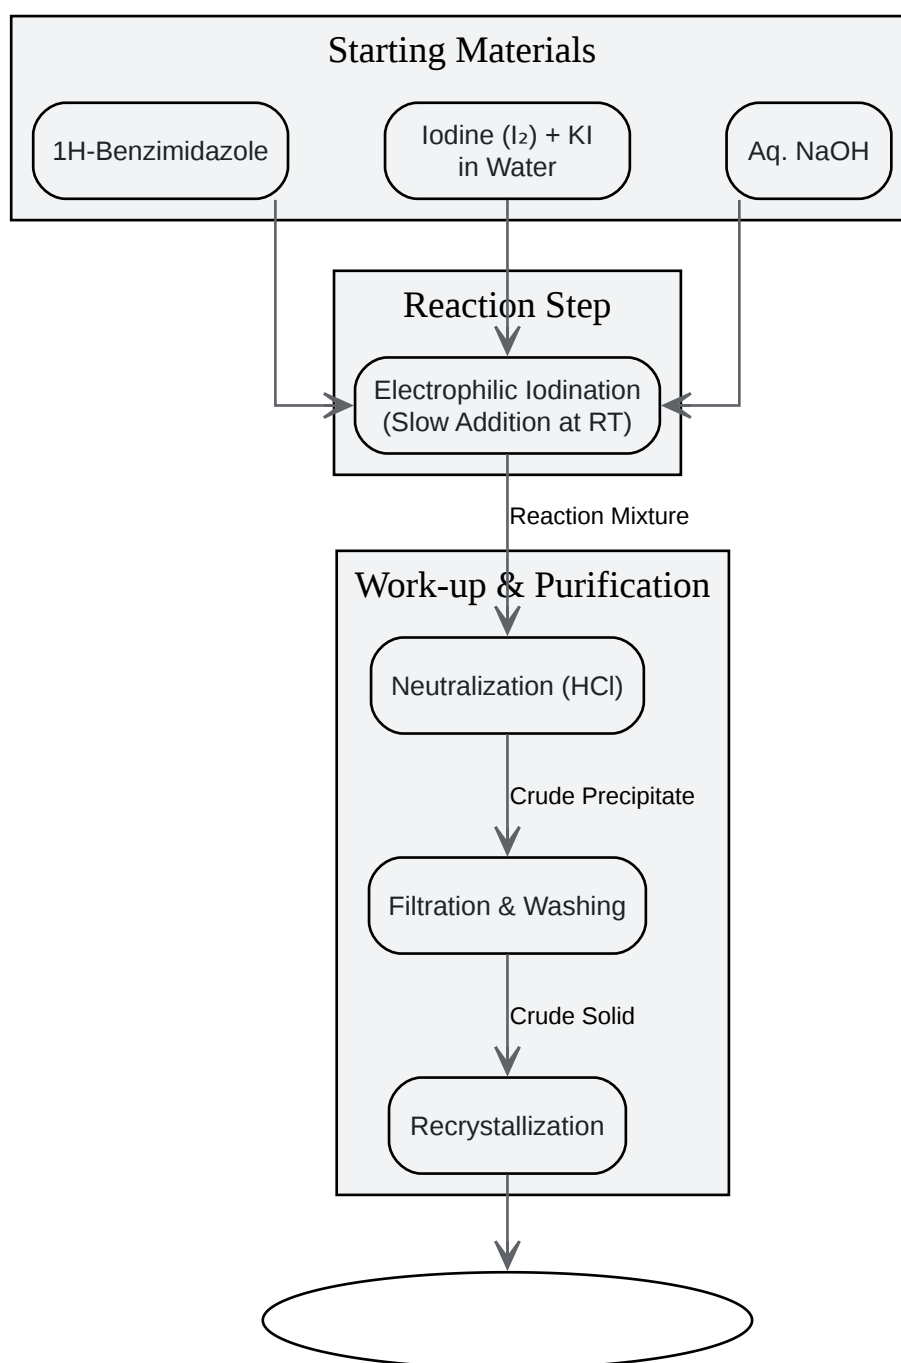 Starting Materials
1H-Benzimidazole
Iodine (I₂) + KI
in Water
Aq. NaOH
Reaction Step
Electrophilic Iodination
(Slow Addition at RT)
Reaction Mixture
Work-up & Purification
Neutralization (HCl)
Crude Precipitate
Filtration & Washing
Crude Solid
Recrystallization